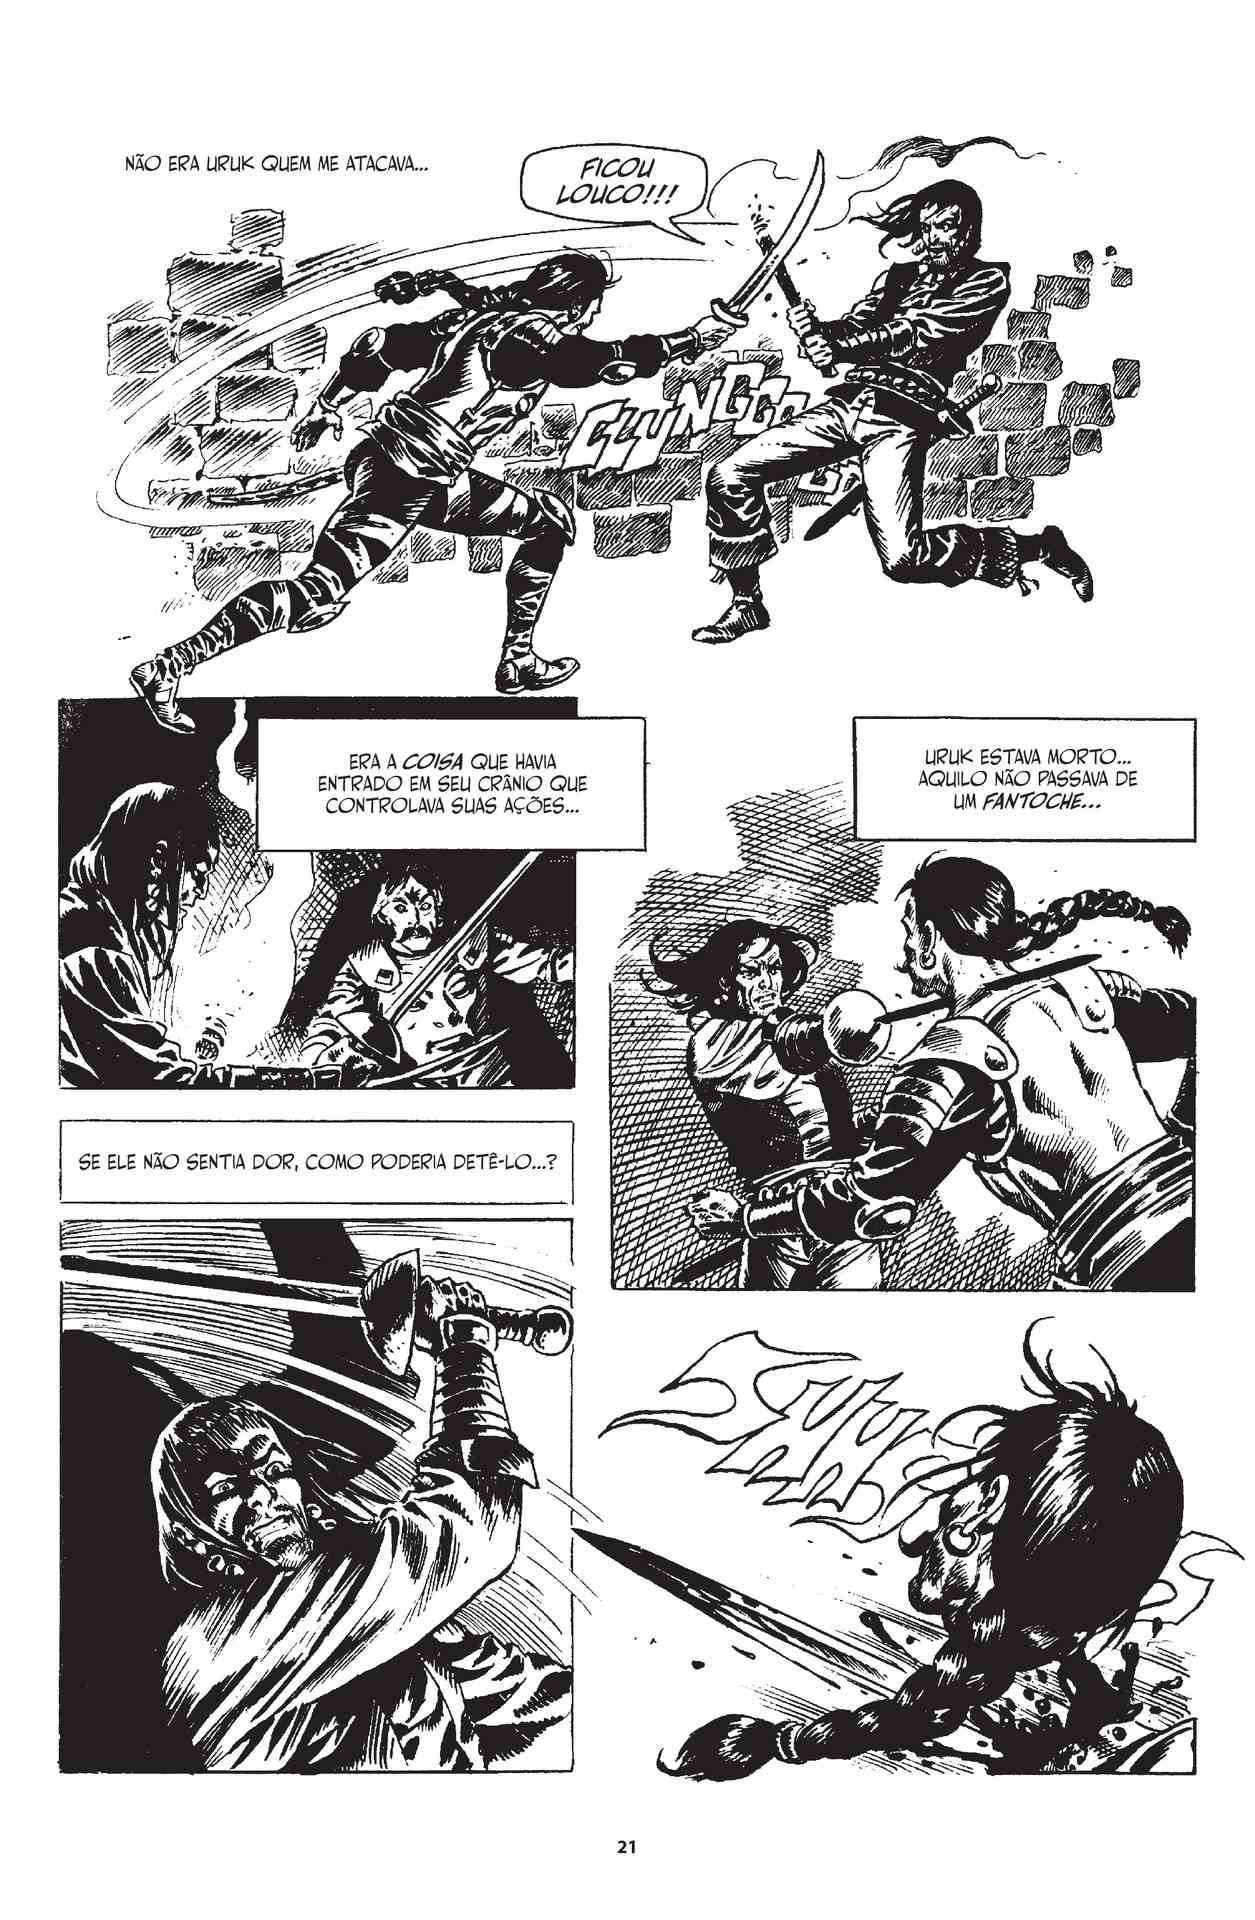 NÃO ERA URUK QUEM ME ATACAVA...
FICOU
LOUCO!!!
ERA A COISA QUE HAVIA
ENTRADO EM SEU CRÂNIO QUE
CONTROLAVA SUAS AÇÕES...
URUK ESTAVA MORTO...
AQUILO NÃO PASSAVA DE
UM FANTOCHE...
SE ELE NÃO SENTIA DOR, COMO PODERIA DETÊ-LO...?
21